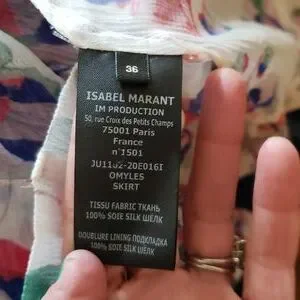 36
ISABEL MARANT
IM PRODUCTION
50, rue Croix des Petits Champs
75001 Paris
France
n°1501
JU1182-20E016I
OMYLES
SKIRT
TISSU FABRIC ТКАНЬ
100% SOIE SILK ШЁЛК
DOUBLURE LINING ПОДКЛАДКА
100% SOIE SILK ШЁЛК